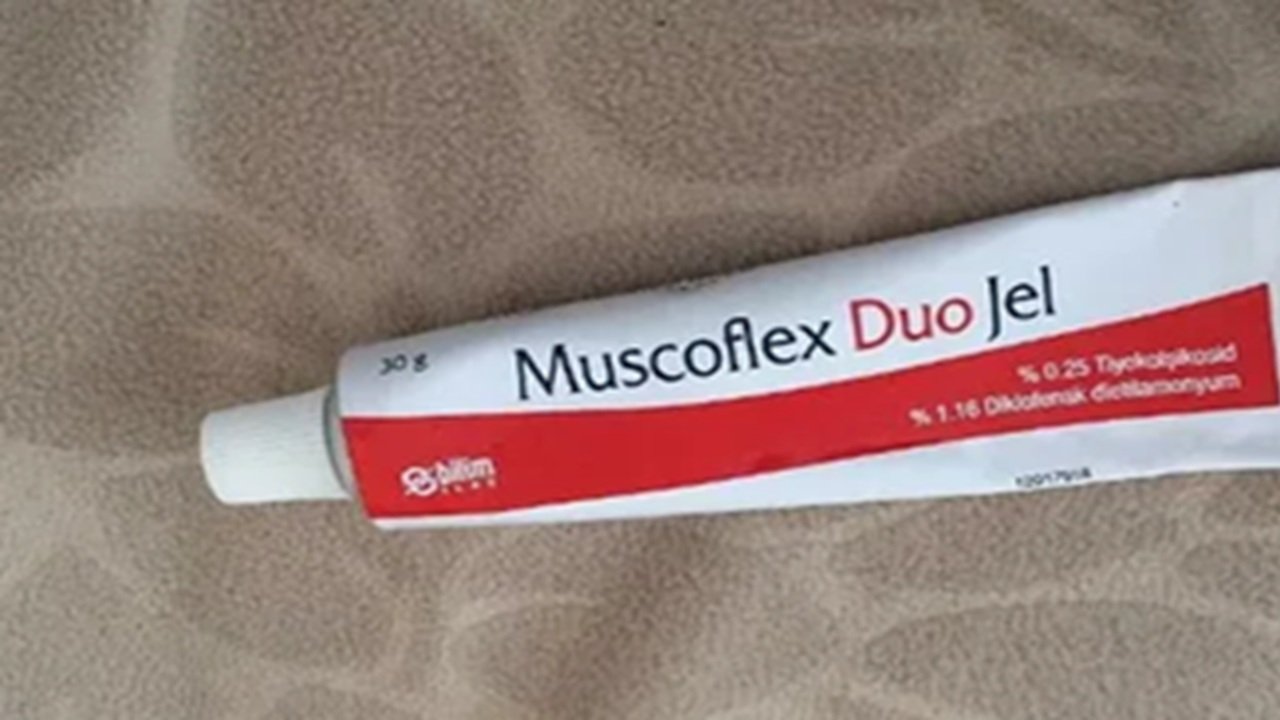 30 g
Muscoflex Duo Jel
% 0.25 Tiyokolşikosid
% 1.16 Diklofenak dietilamonyum
bilim